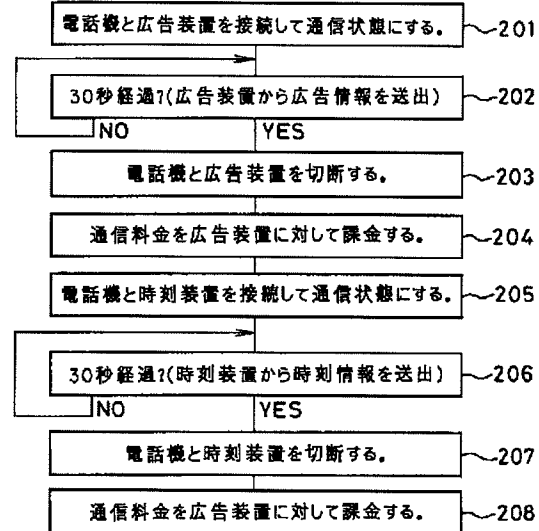 電話機と広告装置を接続して通信状態にする。 201
30秒経過?(広告装置から広告情報を送出) 202
NO YES
電話機と広告装置を切断する。 203
通信料金を広告装置に対して課金する。 204
電話機と時刻装置を接続して通信状態にする。 205
30秒経過?(時刻装置から時刻情報を送出) 206
NO YES
電話機と時刻装置を切断する。 207
通信料金を広告装置に対して課金する。 208